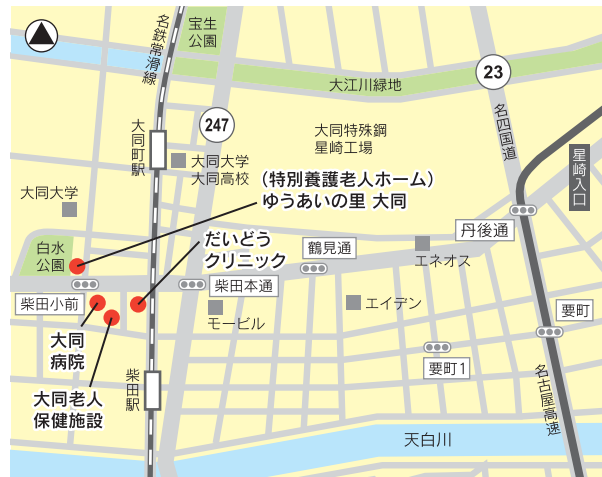 宝生
公園
名鉄常滑線
大江川緑地
23
247
名四国道
大同町駅
大同特殊鋼
星崎工場
大同大学
大同高校
星崎入口
大同大学
(特別養護老人ホーム)
ゆうあいの里 大同
丹後通
白水
公園
だいどう
クリニック
鶴見通
エネオス
柴田小前
柴田本通
モービル
エイデン
要町
大同
病院
要町1
柴田駅
名古屋高速
大同老人
保健施設
天白川